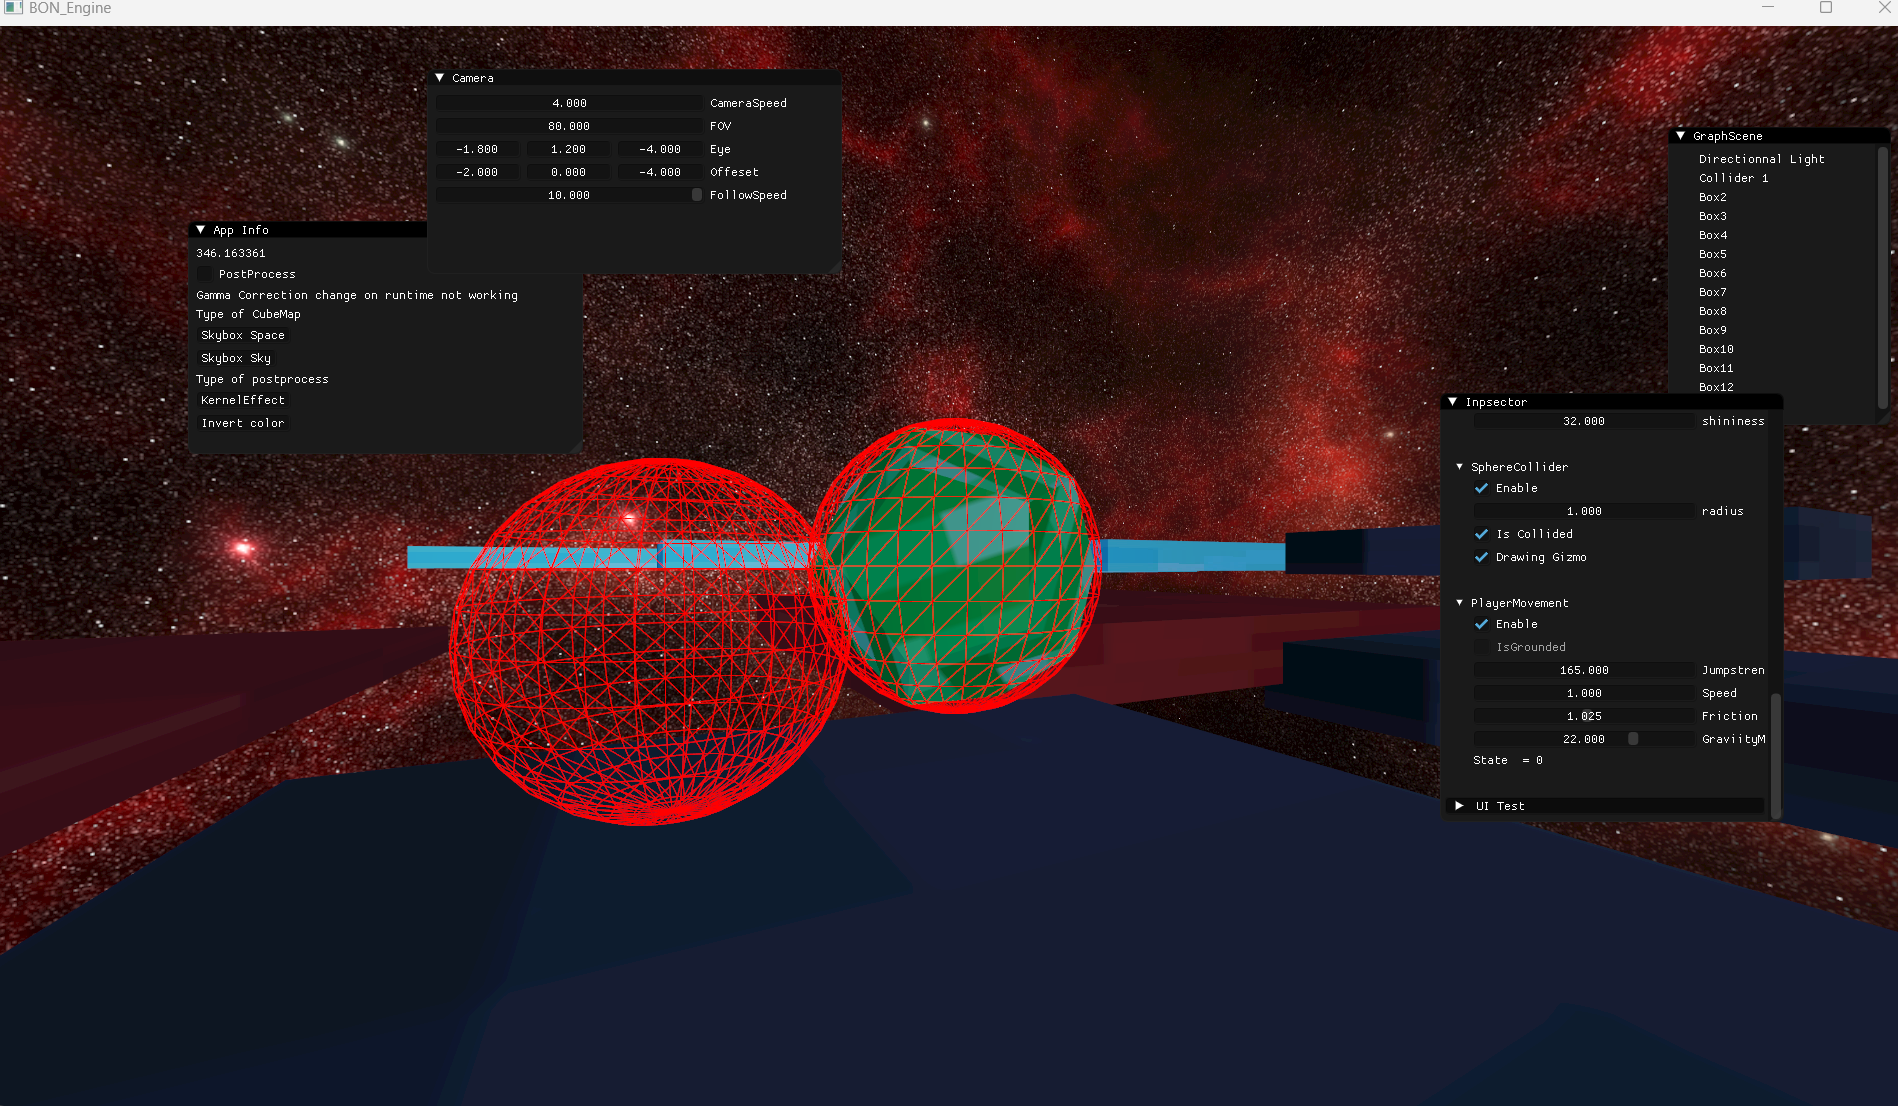 BON_Engine
Camera
4.000 CameraSpeed
80.000 FOV
-1.800 1.200 -4.000 Eye
-2.000 0.000 -4.000 Offeset
10.000 FollowSpeed
App Info
346.163361
PostProcess
Gamma Correction change on runtime not working
Type of CubeMap
Skybox Space
Skybox Sky
Type of postprocess
KernelEffect
Invert color
GraphScene
Directionnal Light
Collider 1
Box2
Box3
Box4
Box5
Box6
Box7
Box8
Box9
Box10
Box11
Box12
Inpsector
32.000 shininess
SphereCollider
Enable
1.000 radius
Is Collided
Drawing Gizmo
PlayerMovement
Enable
IsGrounded
165.000 Jumpstren
1.000 Speed
1.025 Friction
22.000 GraviityM
State = 0
UI Test